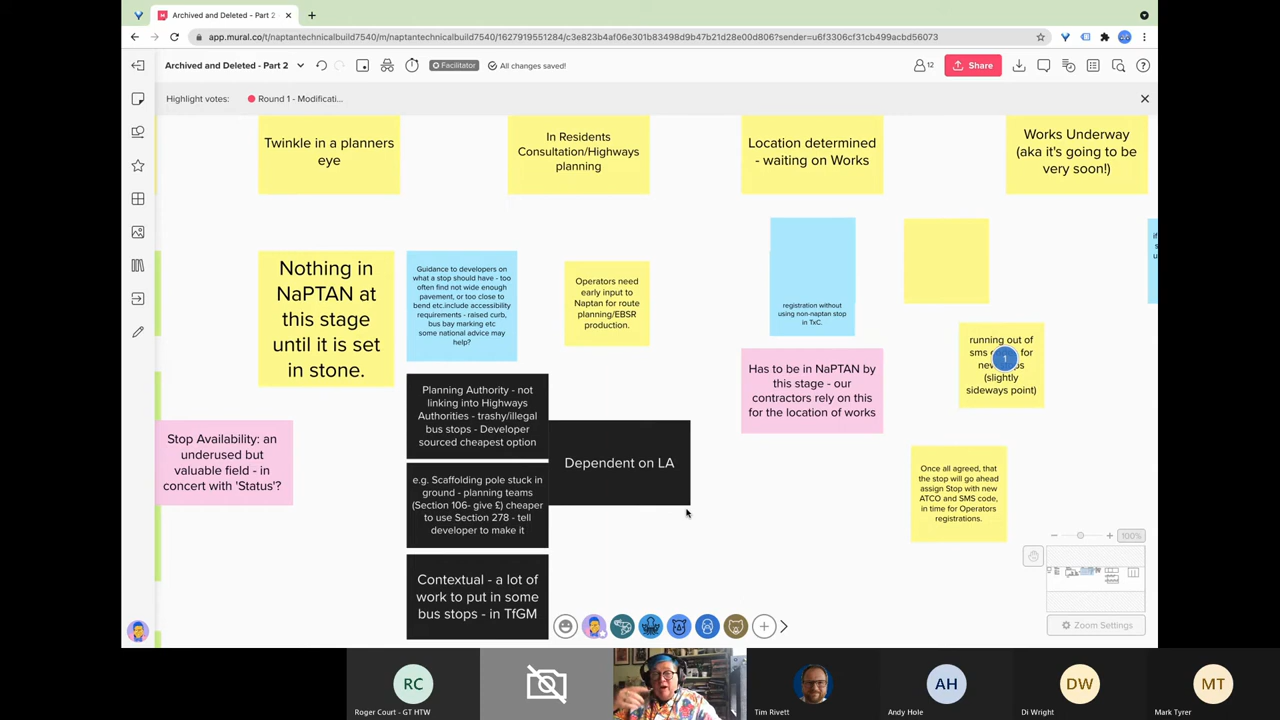 Archived and Deleted - Part 2
app.mural.co/t/naptantechnicalbuild7540/m/naptantechnicalbuild7540/1627919551284/c3e823b4af06e301b83498d9b47b21d28e00d806?sender=u6f3306cf31cb499acbd56073
Archived and Deleted - Part 2
Facilitator
All changes saved!
12
Share
Highlight votes:
Round 1 - Modificati...
Twinkle in a planners
eye
In Residents
Consultation/Highways
planning
Location determined
- waiting on Works
Works Underway
(aka it's going to be
very soon!)
Nothing in
NaPTAN at
this stage
until it is set
in stone.
Guidance to developers on
what a stop should have - too
often find not wide enough
pavement, or too close to
bend etc.include accessibility
requirements - raised curb,
bus bay marking etc
some national advice may
help?
Operators need
early input to
Naptan for route
planning/EBSR
production.
registration without
using non-naptan stop
in TxC.
running out of
sms for
new
(slightly
sideways point)
1
Has to be in NaPTAN by
this stage - our
contractors rely on this
for the location of works
Planning Authority - not
linking into Highways
Authorities - trashy/illegal
bus stops - Developer
sourced cheapest option
Stop Availability: an
underused but
valuable field - in
concert with 'Status'?
Dependent on LA
e.g. Scaffolding pole stuck in
ground - planning teams
(Section 106- give £) cheaper
to use Section 278 - tell
developer to make it
Once all agreed, that
the stop will go ahead
assign Stop with new
ATCO and SMS code,
in time for Operators
registrations.
Contextual - a lot of
work to put in some
bus stops - in TfGM
100%
Zoom Settings
RC
Roger Court - GT HTW
Tim Rivett
AH
Andy Hole
DW
Di Wright
MT
Mark Tyrer